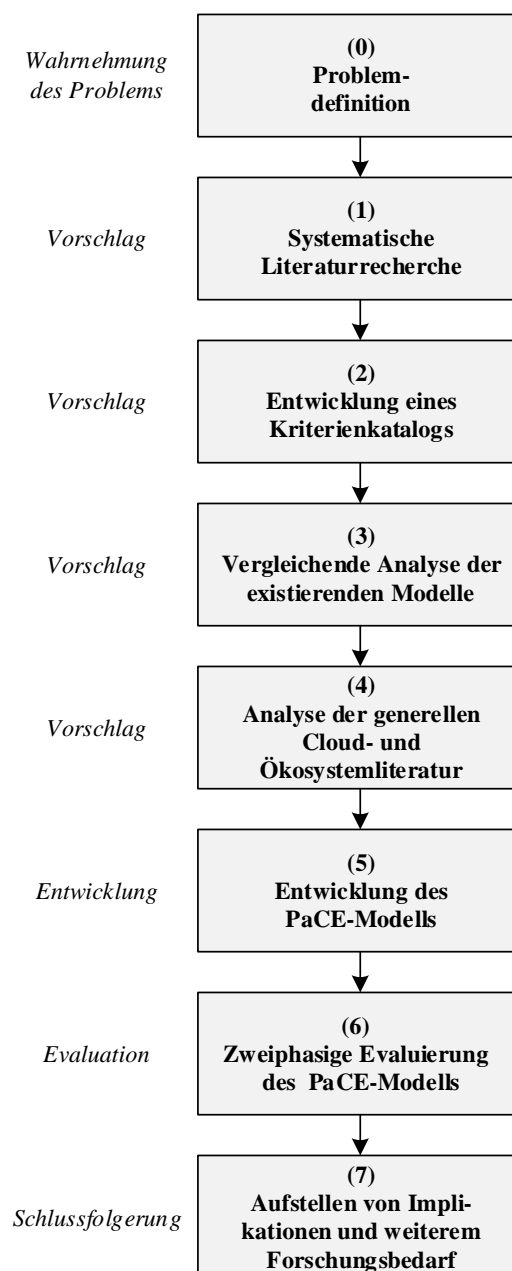 Wahrnehmung
des Problems
(0)
Problem-
definition
Vorschlag
(1)
Systematische
Literaturrecherche
Vorschlag
(2)
Entwicklung eines
Kriterienkatalogs
Vorschlag
(3)
Vergleichende Analyse der
existierenden Modelle
Vorschlag
(4)
Analyse der generellen
Cloud- und
Ökosystemliteratur
Entwicklung
(5)
Entwicklung des
PaCE-Modells
Evaluation
(6)
Zweiphasige Evaluierung
des PaCE-Modells
Schlussfolgerung
(7)
Aufstellen von Impli-
kationen und weiterem
Forschungsbedarf